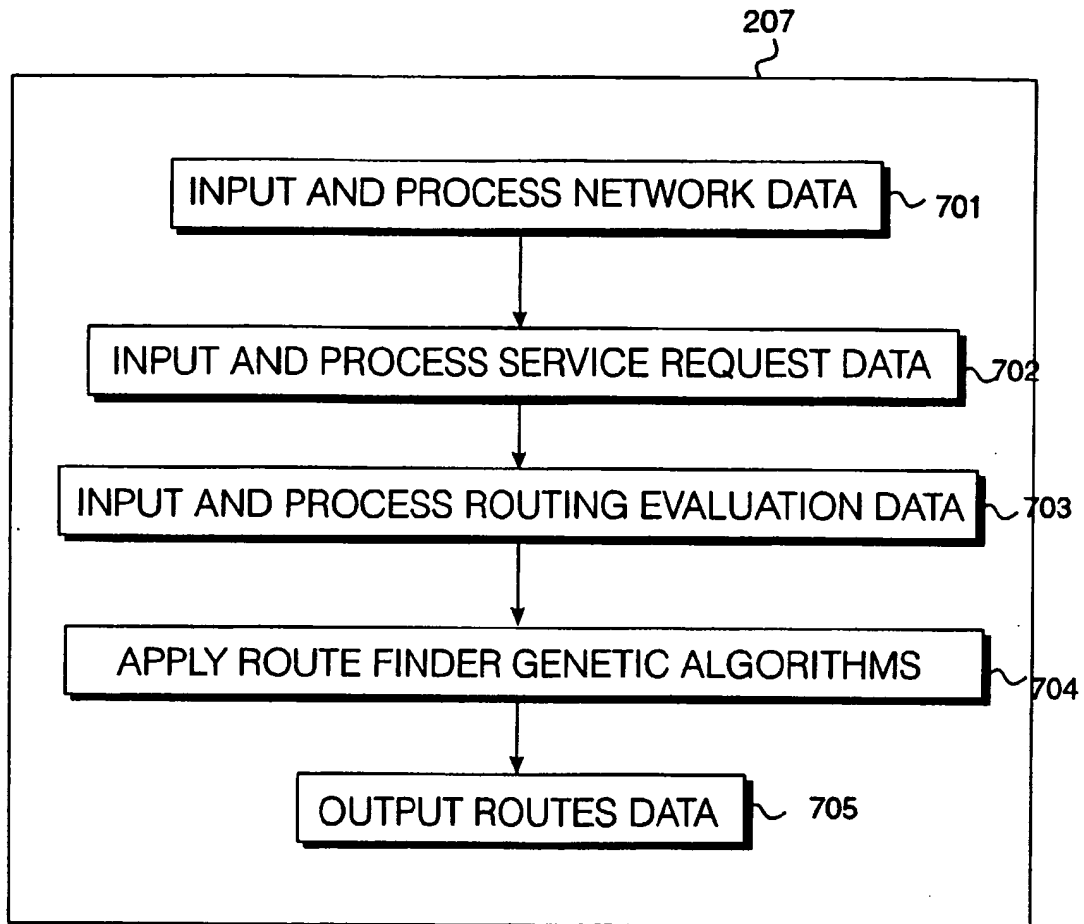 207
INPUT AND PROCESS NETWORK DATA 701
INPUT AND PROCESS SERVICE REQUEST DATA 702
INPUT AND PROCESS ROUTING EVALUATION DATA 703
APPLY ROUTE FINDER GENETIC ALGORITHMS 704
OUTPUT ROUTES DATA 705